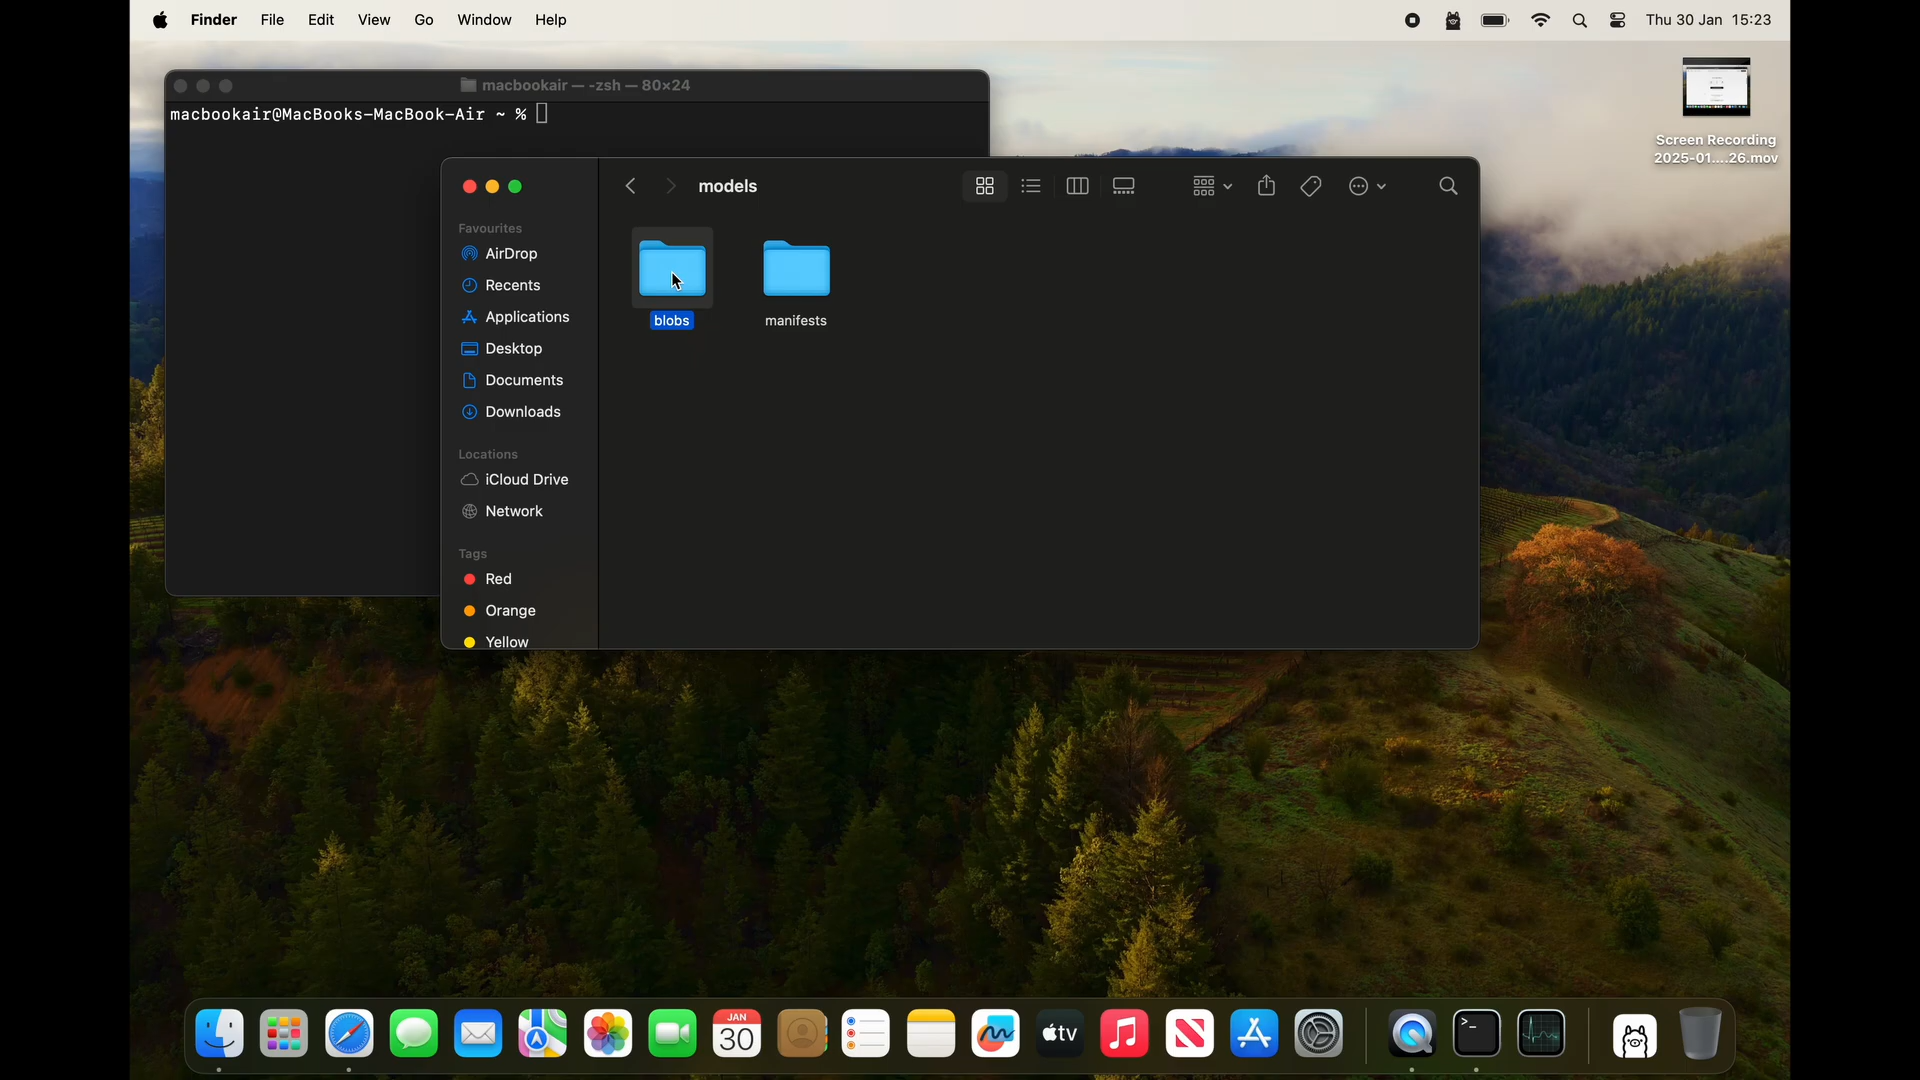 Finder File Edit View Go Window Help Thu 30 Jan 15:23
macbookair — -zsh — 80×24
macbookair@MacBooks-MacBook-Air ~ %
Screen Recording
2025-01....26.mov
models
Favourites
AirDrop
Recents
Applications
Desktop
Documents
Downloads
Locations
iCloud Drive
Network
Tags
Red
Orange
Yellow
blobs
manifests
JAN
30
tv
>_